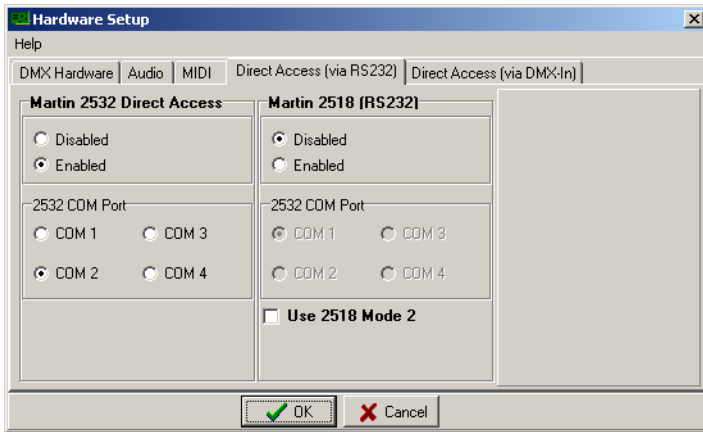 Hardware Setup
Help
DMX Hardware Audio MIDI Direct Access (via RS232) Direct Access (via DMX-In)
Martin 2532 Direct Access
Disabled
Enabled
2532 COM Port
COM 1 COM 3
COM 2 COM 4
Martin 2518 (RS232)
Disabled
Enabled
2532 COM Port
COM 1 COM 3
COM 2 COM 4
Use 2518 Mode 2
OK Cancel